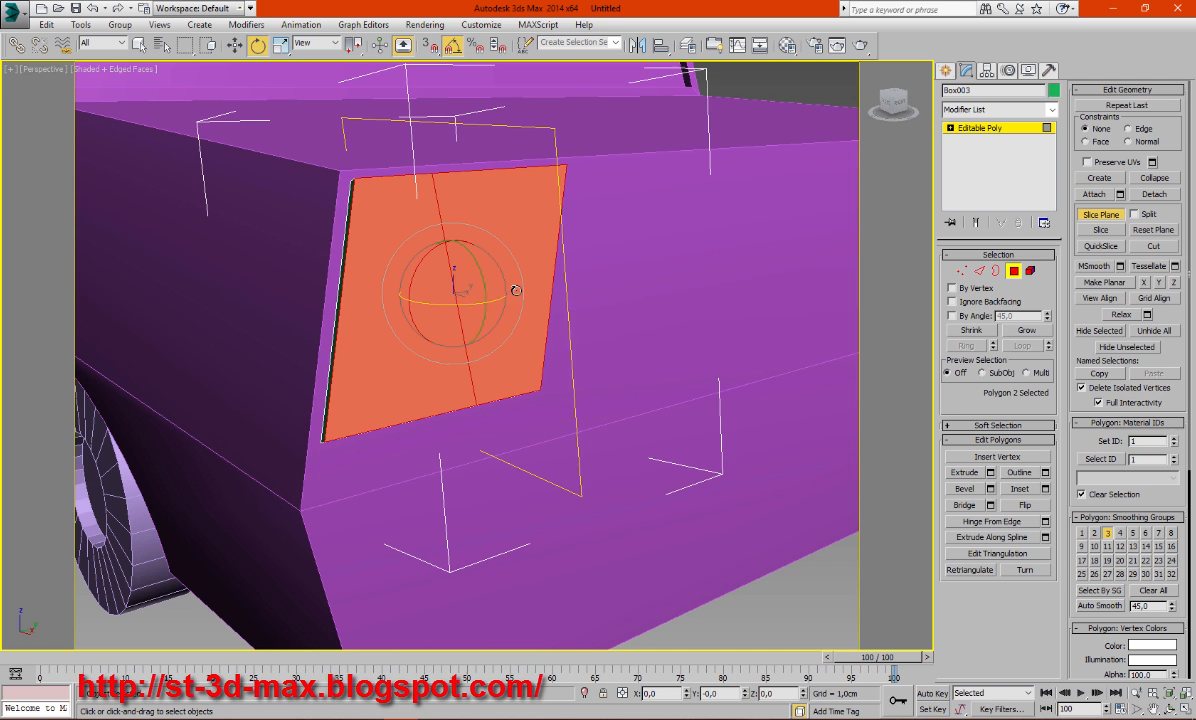 Workspace: Default
Autodesk 3ds Max 2014 x64 Untitled
Type a keyword or phrase
Edit Tools Group Views Create Modifiers Animation Graph Editors Rendering Customize MAXScript Help
All View Create Selection Se
[+] [Perspective] [Shaded + Edged Faces]
Box003
Modifier List
Editable Poly
Selection
By Vertex
Ignore Backfacing
By Angle: 45,0
Shrink Grow
Ring Loop
Preview Selection
Off SubObj Multi
Polygon 2 Selected
Soft Selection
Edit Polygons
Insert Vertex
Extrude Outline
Bevel Inset
Bridge Flip
Hinge From Edge
Extrude Along Spline
Edit Triangulation
Retriangulate Turn
Edit Geometry
Repeat Last
Constraints
None Edge
Face Normal
Preserve UVs
Create Collapse
Attach Detach
Slice Plane Split
Slice Reset Plane
QuickSlice Cut
MSmooth Tessellate
Make Planar X Y Z
View Align Grid Align
Relax
Hide Selected Unhide All
Hide Unselected
Named Selections:
Copy Paste
Delete Isolated Vertices
Full Interactivity
Polygon: Material IDs
Set ID: 1
Select ID 1
Clear Selection
Polygon: Smoothing Groups
1 2 3 4 5 6 7 8
9 10 11 12 13 14 15 16
17 18 19 20 21 22 23 24
25 26 27 28 29 30 31 32
Select By SG Clear All
Auto Smooth 45,0
Polygon: Vertex Colors
Color:
Illumination:
Alpha: 100,0
100 / 100
0 5 10 15 20 25 30 35 40 45 50 55 60 65 70 75 80 85 90 95 100
http://st-3d-max.blogspot.com/
X: 0,0 Y: -0,0 Z: 0,0 Grid = 1,0cm
Auto Key Selected
Welcome to M
Click or click-and-drag to select objects
Add Time Tag
Set Key Key Filters... 100